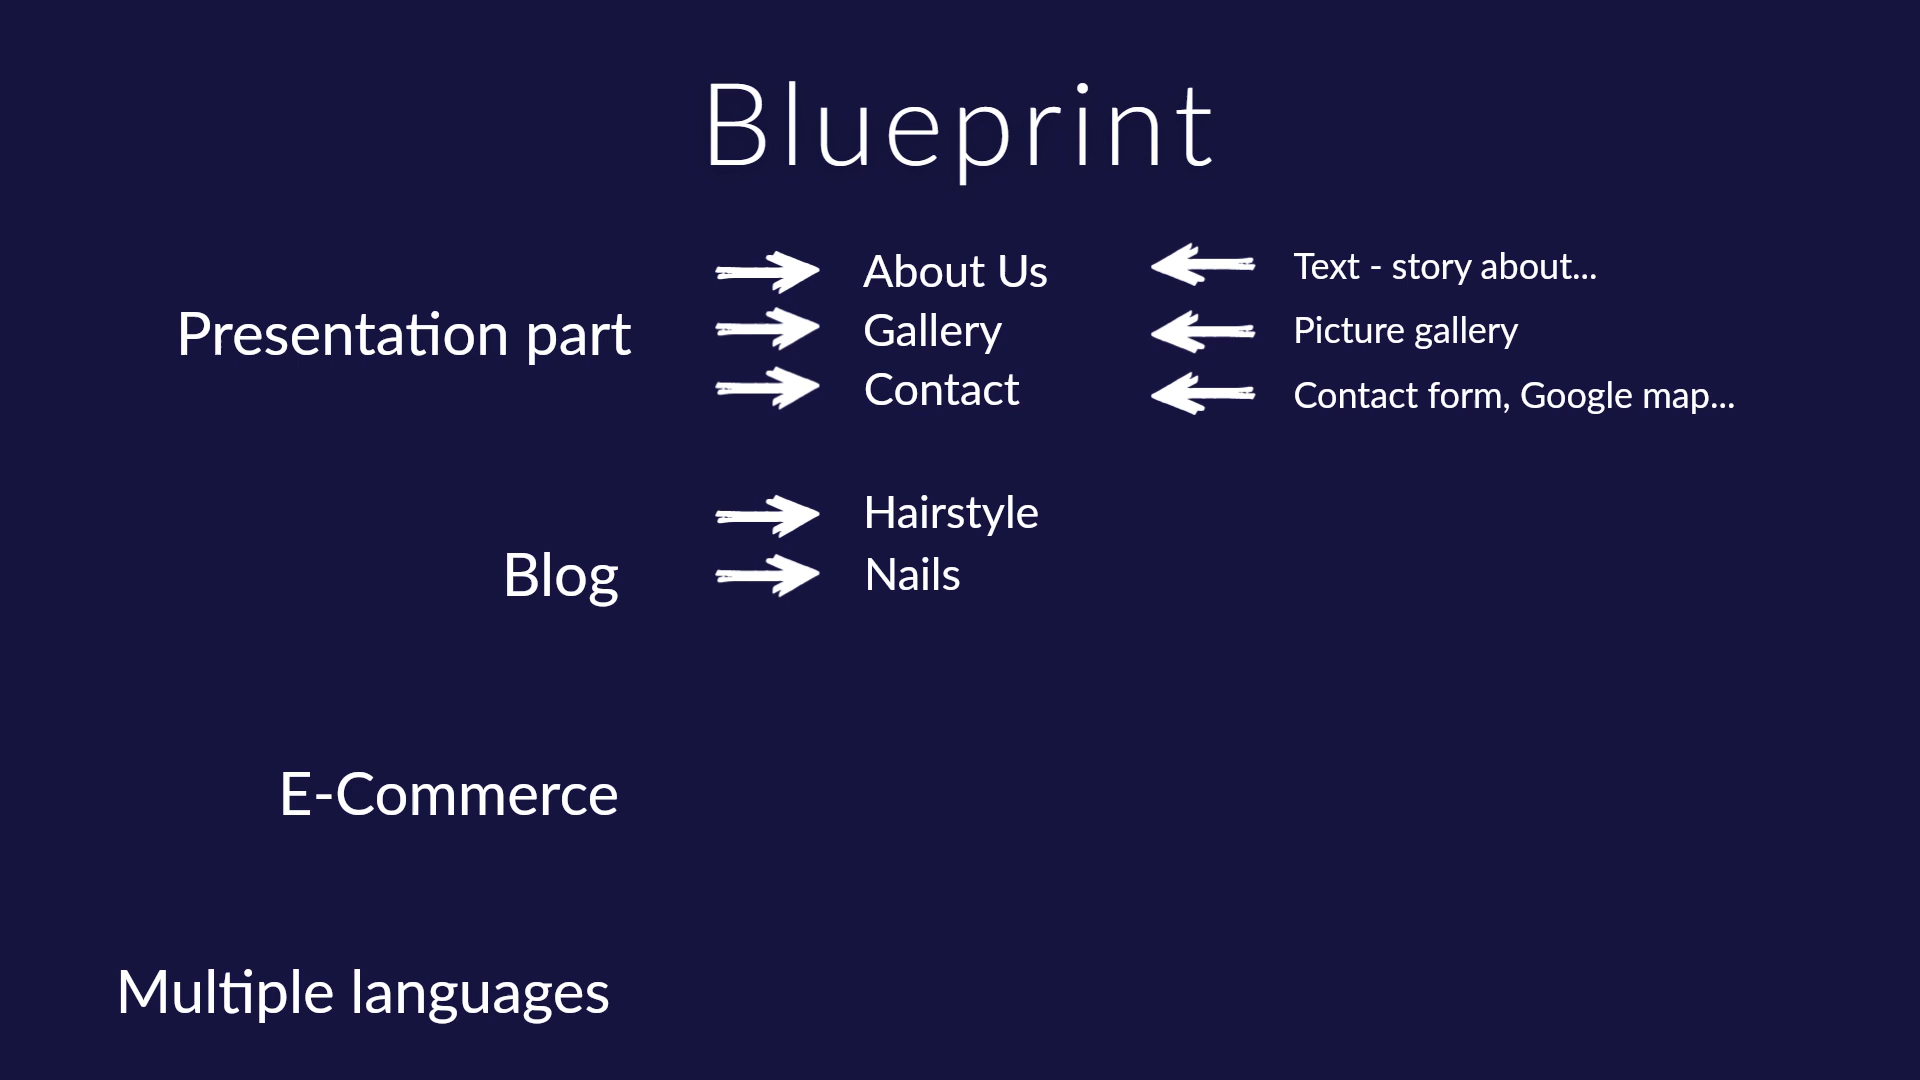 Blueprint
Presentation part
About Us
Text - story about...
Gallery
Picture gallery
Contact
Contact form, Google map...
Blog
Hairstyle
Nails
E-Commerce
Multiple languages